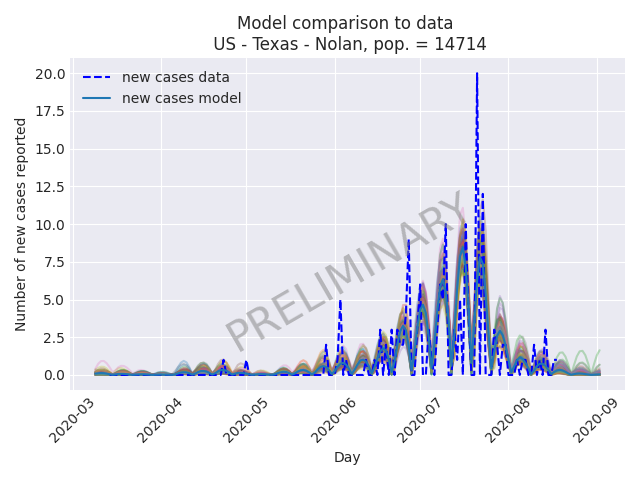 Model comparison to data
US - Texas - Nolan, pop. = 14714
new cases data
new cases model
Number of new cases reported
20.0
17.5
15.0
12.5
10.0
7.5
5.0
2.5
0.0
PRELIMINARY
2020-03
2020-04
2020-05
2020-06
2020-07
2020-08
2020-09
Day